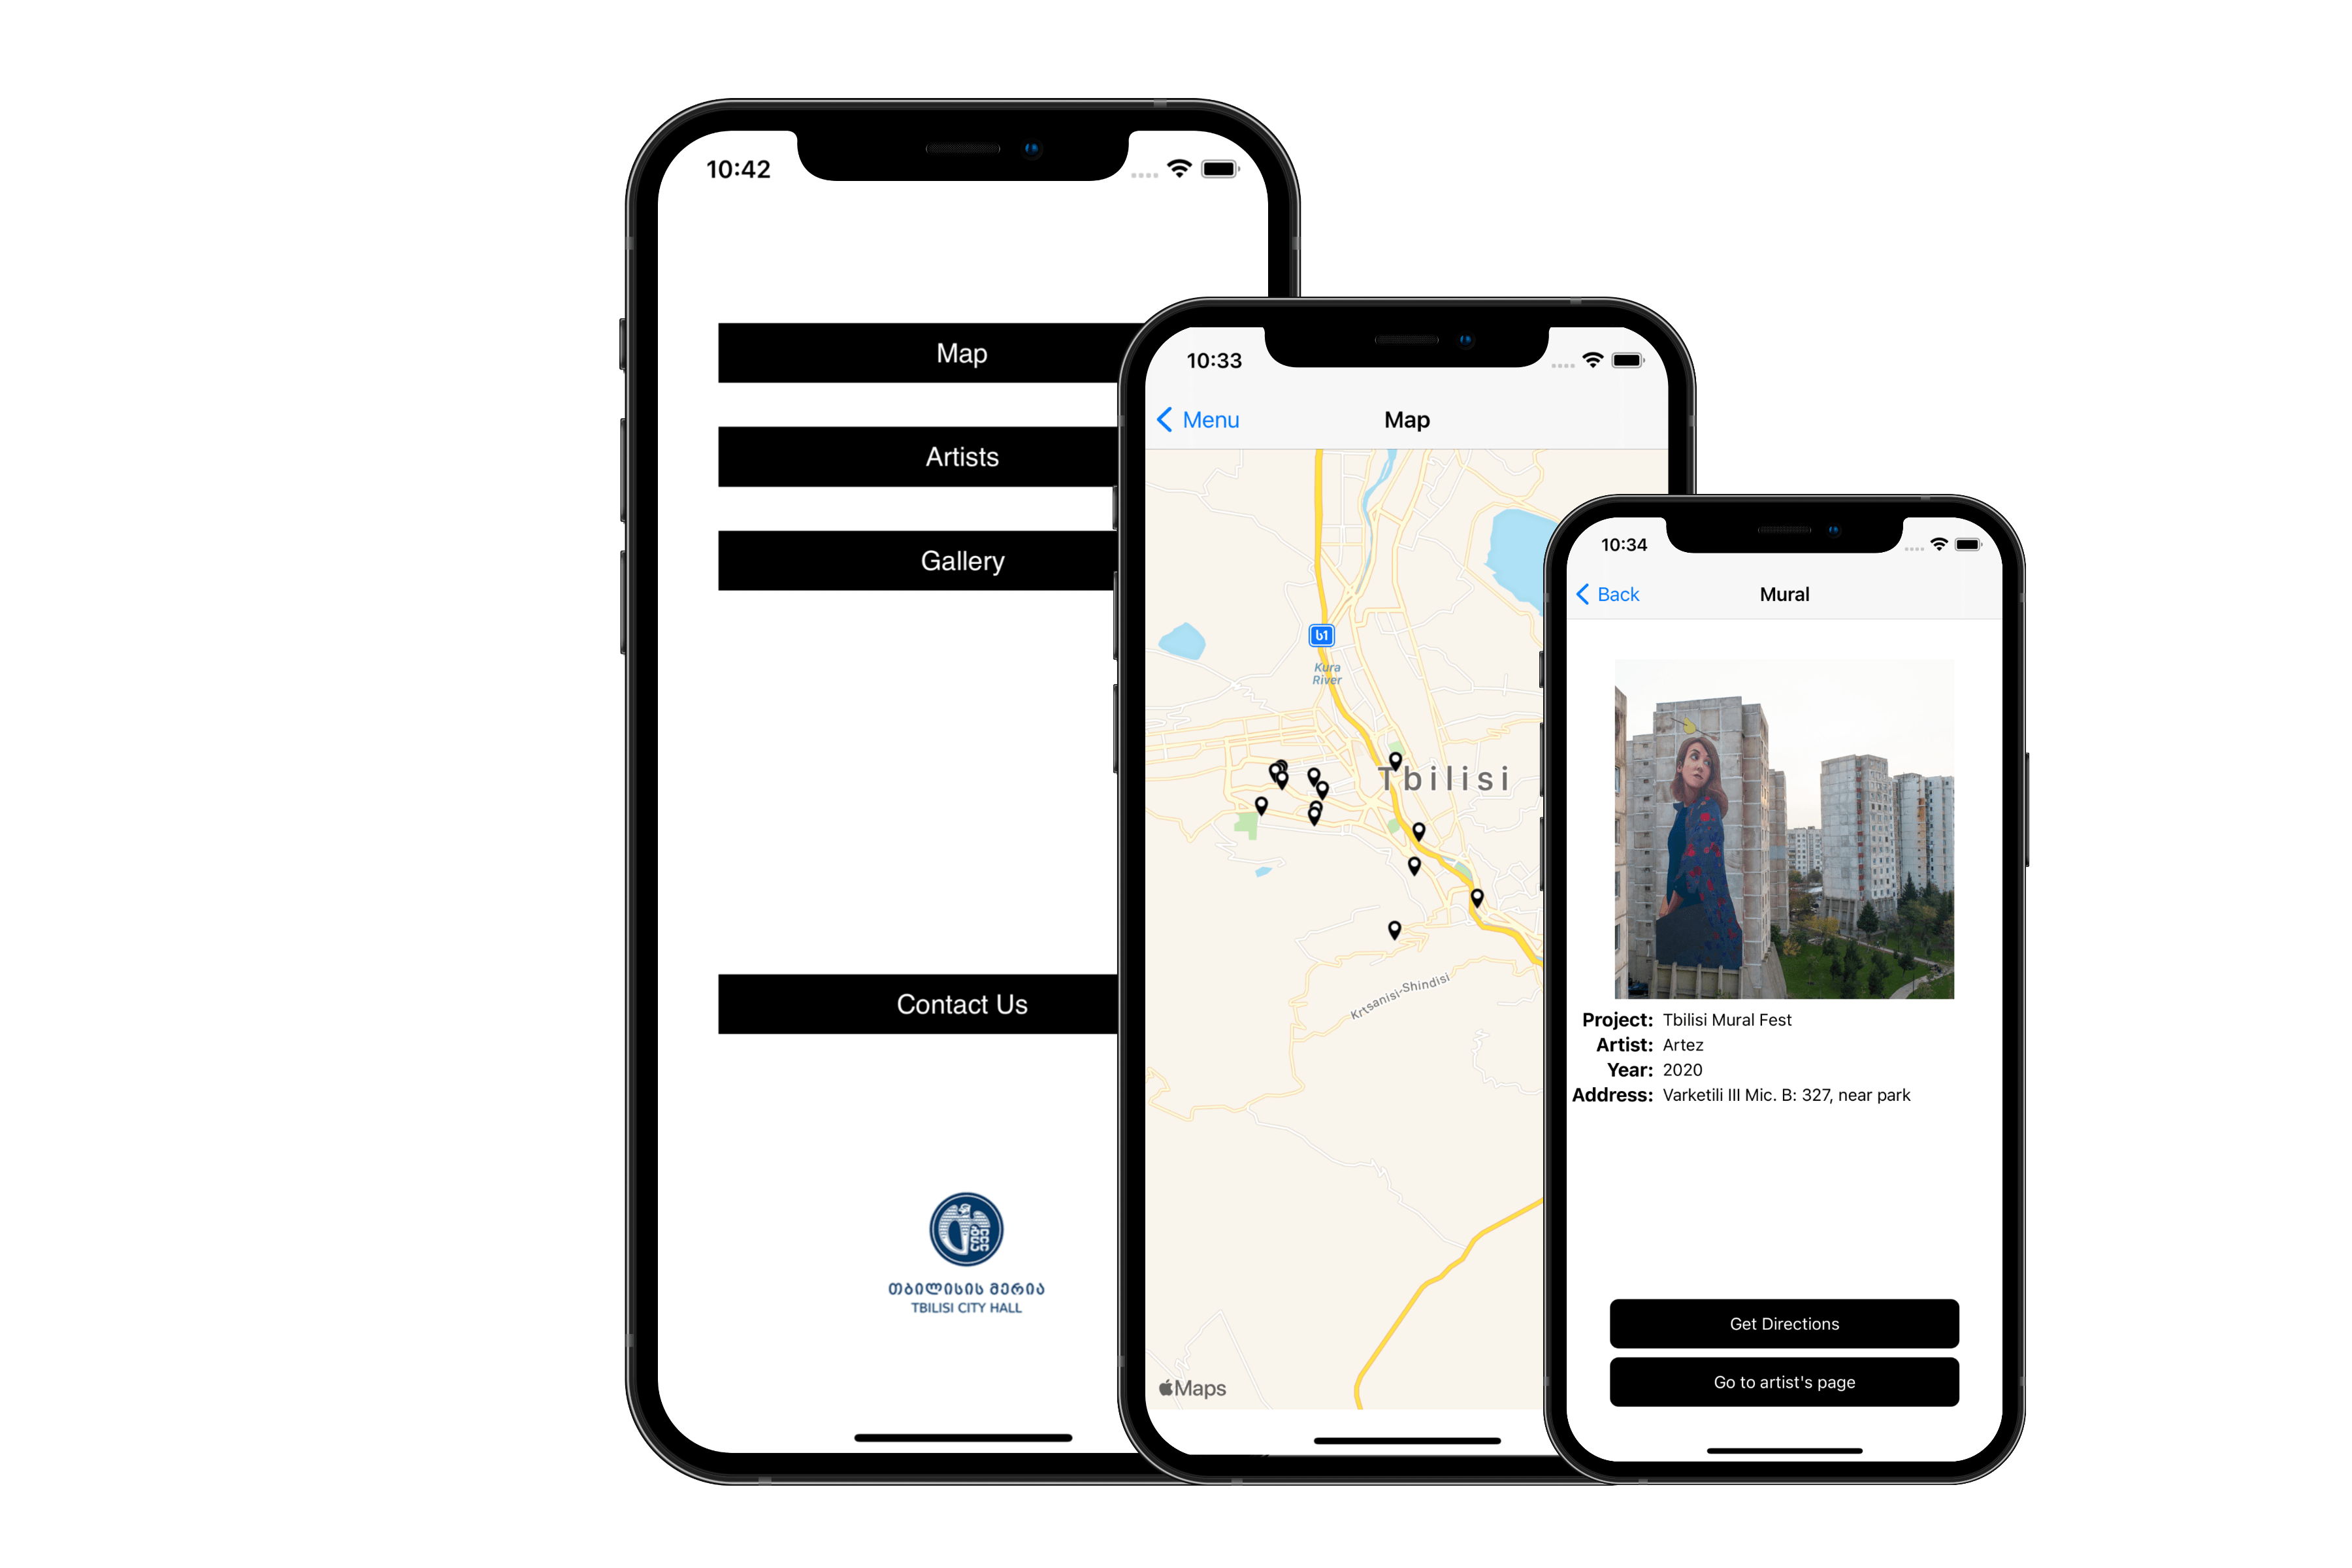 10:42
Map
Artists
Gallery
Contact Us
თბილისის მერია
TBILISI CITY HALL
10:33
Menu
Map
ს1
Kura
River
Tbilisi
Krtsanisi-Shindisi
Maps
10:34
Back
Mural
Project: Tbilisi Mural Fest
Artist: Artez
Year: 2020
Address: Varketili III Mic. B: 327, near park
Get Directions
Go to artist's page